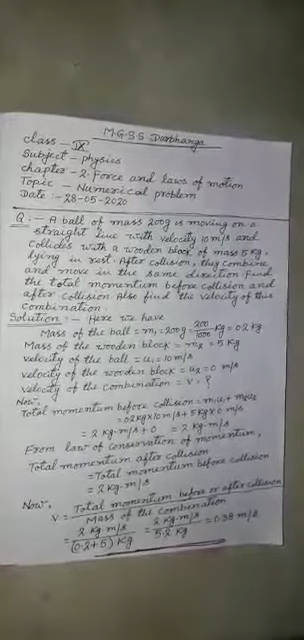 M.G.S.S Darbhanga
class - IX
Subject - physics
chapter - 2. Force and laws of motion
Topic - Numerical problem
Date :- 28-05-2020
Q :- A ball of mass 200g is moving on a
straight line with velocity 10 m/s and
collides with a wooden block of mass 5 kg,
lying in rest. After collision, they combine
and move in the same direction find
the total momentum before collision and
after collision. Also find the velocity of this
combination.
Solution :- Here we have
Mass of the ball = m₁ = 200g = 200/1000 kg = 0.2 kg
Mass of the wooden block = m₂ = 5 kg
velocity of the ball = u₁ = 10 m/s
velocity of the wooden block = u₂ = 0 m/s
velocity of the combination = v = ?
Now,
Total momentum before collision = m₁u₁ + m₂u₂
= 0.2kg x 10 m/s + 5 kg x 0 m/s
= 2 kg-m/s + 0 = 2 kg-m/s
From law of conservation of momentum,
Total momentum after collision
= Total momentum before collision
= 2 kg-m/s
Now,
v = Total momentum before or after collision / Mass of the combination
= 2 kg-m/s / (0.2+5) kg = 2 kg-m/s / 5.2 kg = 0.38 m/s